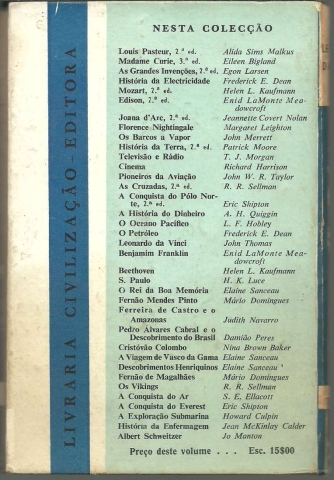 LIVRARIA CIVILIZAÇÃO-EDITORA
NESTA COLECÇÃO
Louis Pasteur, 2.ª ed. Alida Sims Malkus
Madame Curie, 3.ª ed. Eileen Bigland
As Grandes Invenções, 2.ª ed. Egon Larsen
História da Electricidade Frederick E. Dean
Mozart, 2.ª ed. Helen L. Kaufmann
Edison, 2.ª ed. Enid LaMonte Mea-
dowcroft
Joana d'Arc, 2.ª ed. Jeannette Covert Nolan
Florence Nightingale Margaret Leighton
Os Barcos a Vapor John Merrett
História da Terra, 2.ª ed. Patrick Moore
Televisão e Rádio T. J. Morgan
Cinema Richard Harrison
Pioneiros da Aviação John W. R. Taylor
As Cruzadas, 2.ª ed. R. R. Sellman
A Conquista do Pólo Nor-
te, 2.ª ed. Eric Shipton
A História do Dinheiro A. H. Quiggin
O Oceano Pacífico L. F. Hobley
O Petróleo Frederick E. Dean
Leonardo da Vinci John Thomas
Benjamim Franklin Enid LaMonte Mea-
dowcroft
Beethoven Helen L. Kaufmann
S. Paulo H. K. Luce
O Rei da Boa Memória Elaine Sanceau
Fernão Mendes Pinto Mário Domingues
Ferreira de Castro e o
Amazonas Judith Navarro
Pedro Álvares Cabral e o
Descobrimento do Brasil Damião Peres
Cristóvão Colombo Nina Brown Baker
A Viagem de Vasco da Gama Elaine Sanceau
Descobrimentos Henriquinos Elaine Sanceau
Fernão de Magalhães Mário Domingues
Os Vikings R. R. Sellman
A Conquista do Ar S. E. Ellacott
A Conquista do Everest Eric Shipton
A Exploração Submarina Howard Culpin
História da Enfermagem Jean McKinlay Calder
Albert Schweitzer Jo Manton
Preço deste volume . . . Esc. 15$00